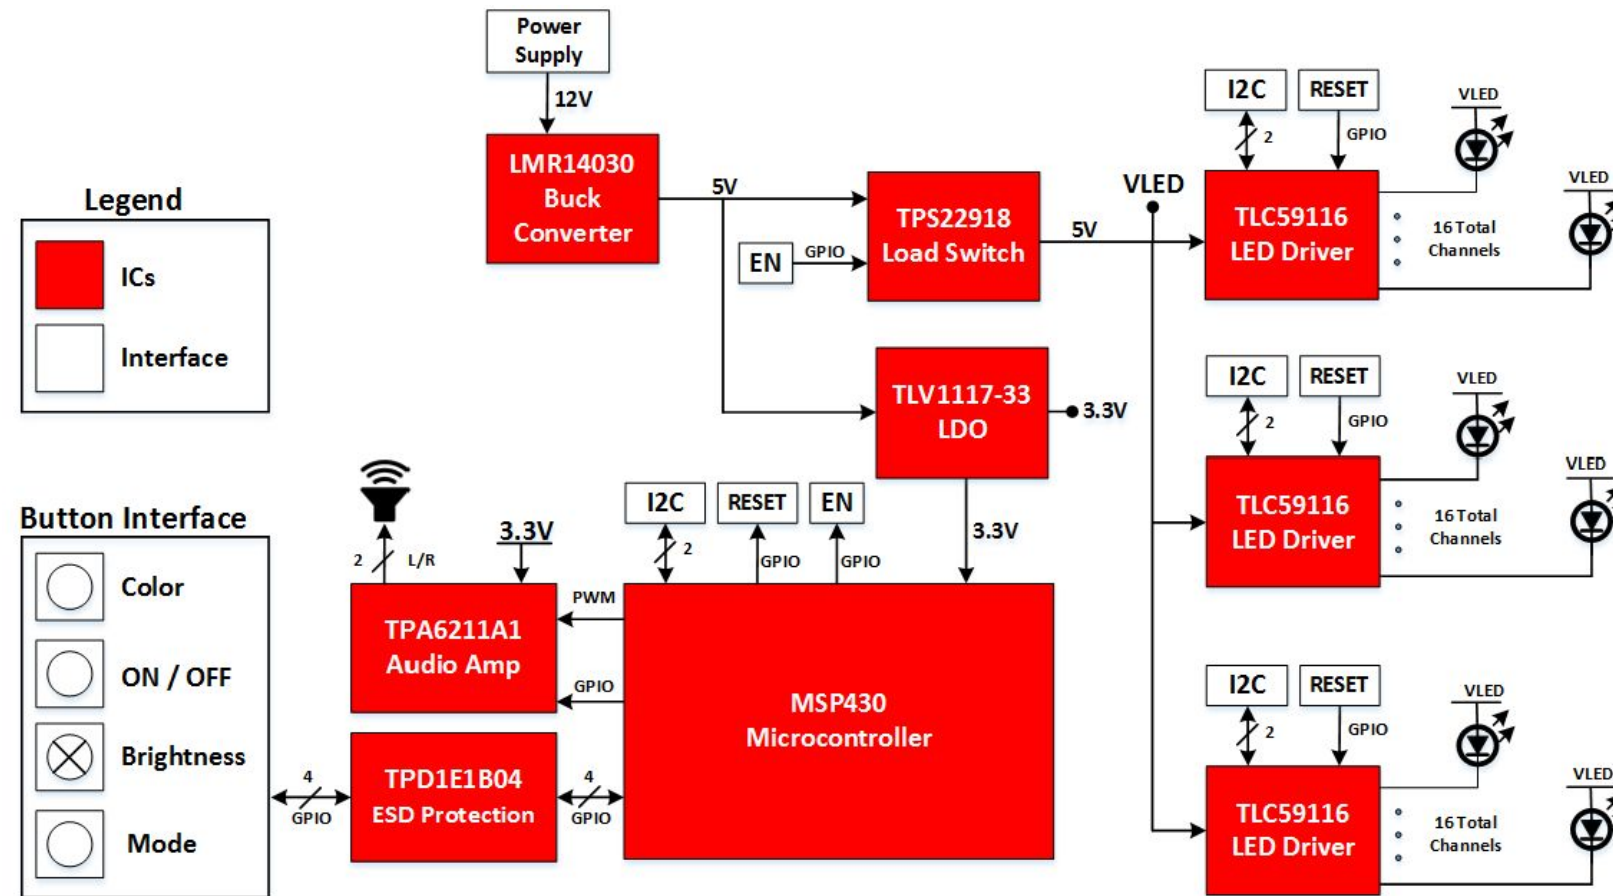 Power
Supply
12V
LMR14030
Buck
Converter
5V
TPS22918
Load Switch
EN
GPIO
5V
VLED
TLV1117-33
LDO
3.3V
3.3V
Legend
ICs
Interface
Button Interface
Color
ON / OFF
Brightness
Mode
4
GPIO
2
L/R
3.3V
TPA6211A1
Audio Amp
PWM
GPIO
TPD1E1B04
ESD Protection
4
GPIO
I2C
2
RESET
GPIO
EN
GPIO
MSP430
Microcontroller
I2C
2
RESET
GPIO
TLC59116
LED Driver
VLED
VLED
16 Total
Channels
I2C
2
RESET
GPIO
TLC59116
LED Driver
VLED
VLED
16 Total
Channels
I2C
2
RESET
GPIO
TLC59116
LED Driver
VLED
VLED
16 Total
Channels